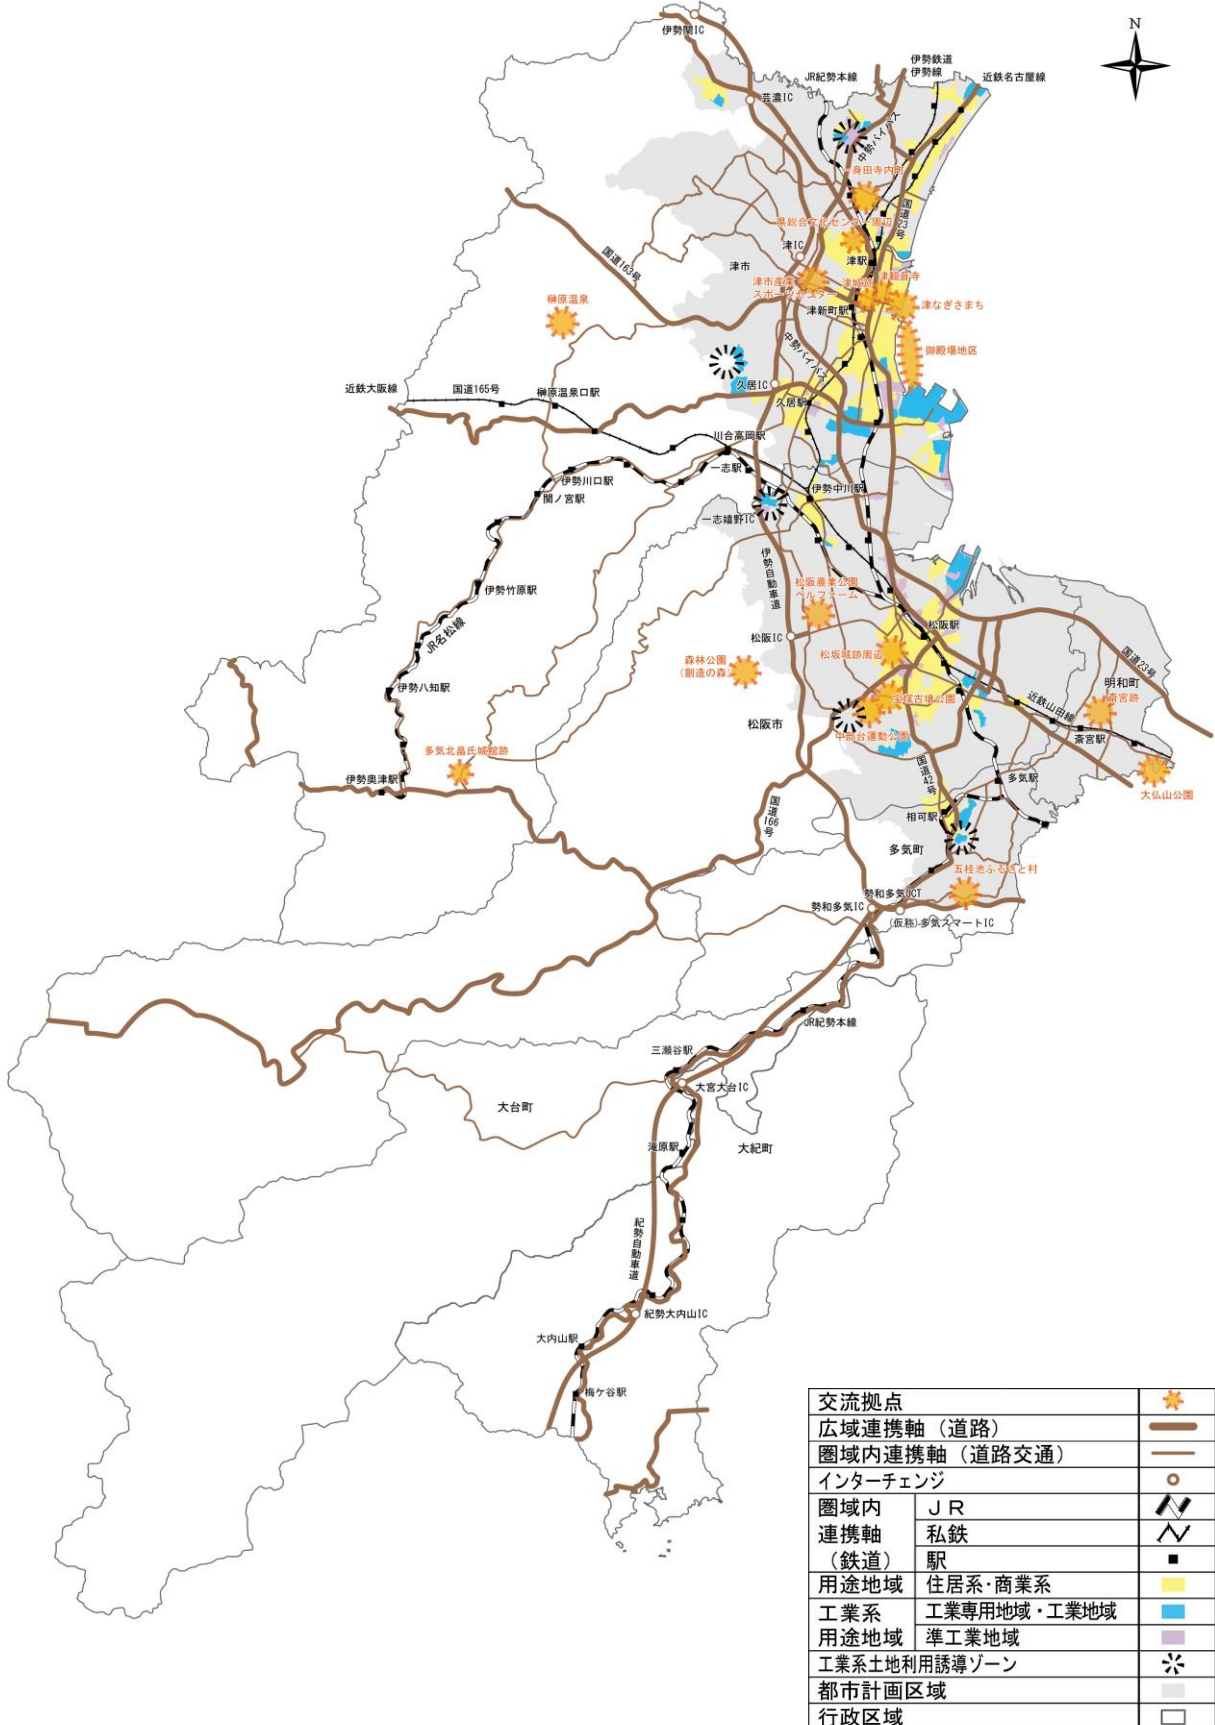 N
伊勢関IC
伊勢鉄道
伊勢線
JR紀勢本線
近鉄名古屋線
芸濃IC
中勢バイパス
一身田寺内町
国道23号
県総合文化センター周辺
国道163号
津IC
津市
津駅
津市産業
スポーツセンター
津城跡
津観音寺
榊原温泉
津新町駅
津なぎさまち
中勢バイパス
御殿場地区
近鉄大阪線
国道165号
榊原温泉口駅
久居IC
久居駅
川合高岡駅
一志駅
伊勢川口駅
関ノ宮駅
伊勢中川駅
一志嬉野IC
伊勢自動車道
伊勢竹原駅
松阪農業公園
ベルファーム
JR名松線
松阪IC
松阪駅
松坂城跡周辺
森林公園
(創造の森)
国道23号
伊勢八知駅
明和町
近鉄山田線
斎宮跡
宝塚古墳公園
松阪市
中部台運動公園
斎宮駅
多気北畠氏城館跡
国道42号
伊勢奥津駅
多気駅
大仏山公園
国道166号
相可駅
多気町
五桂池ふるさと村
勢和多気JCT
勢和多気IC
(仮称)多気スマートIC
JR紀勢本線
三瀬谷駅
大宮大台IC
大台町
滝原駅
大紀町
紀勢自動車道
紀勢大内山IC
大内山駅
梅ケ谷駅
交流拠点
広域連携軸（道路）
圏域内連携軸（道路交通）
インターチェンジ
圏域内
連携軸
（鉄道）
ＪＲ
私鉄
駅
用途地域 住居系・商業系
工業系
用途地域
工業専用地域・工業地域
準工業地域
工業系土地利用誘導ゾーン
都市計画区域
行政区域